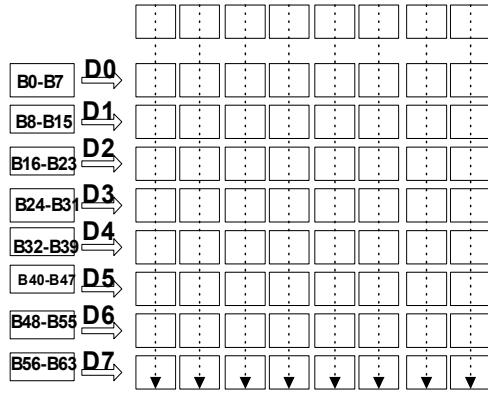 B0-B7 D0
B8-B15 D1
B16-B23 D2
B24-B31 D3
B32-B39 D4
B40-B47 D5
B48-B55 D6
B56-B63 D7